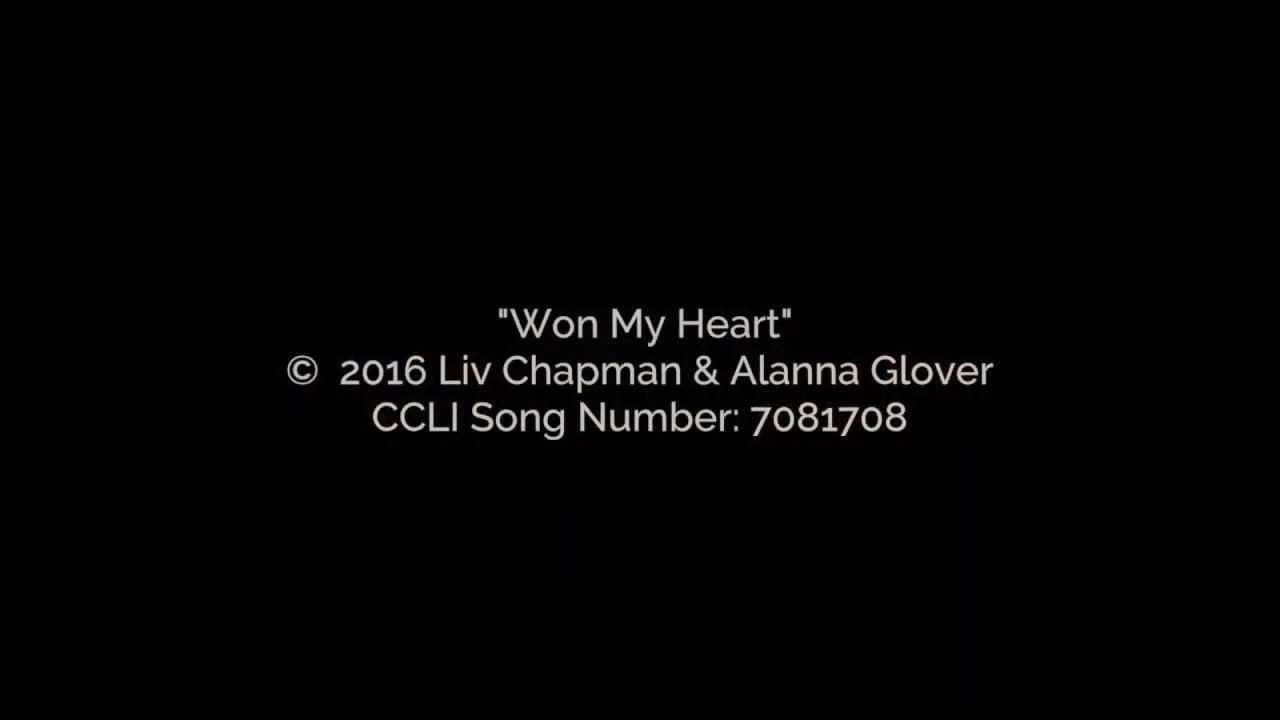 "Won My Heart"
© 2016 Liv Chapman & Alanna Glover
CCLI Song Number: 7081708